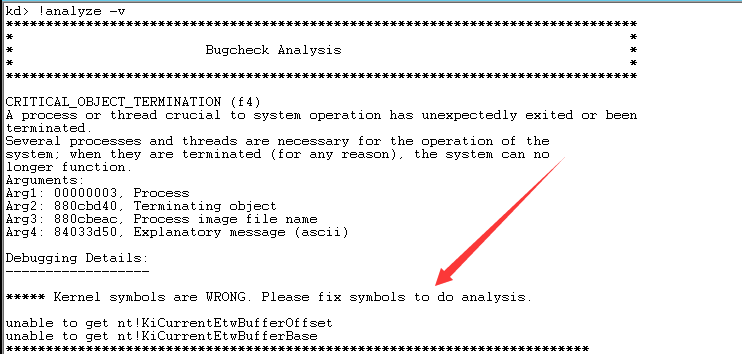 kd> !analyze -v
*******************************************************************************
*                                                                             *
*                        Bugcheck Analysis                                    *
*                                                                             *
*******************************************************************************
CRITICAL_OBJECT_TERMINATION (f4)
A process or thread crucial to system operation has unexpectedly exited or been
terminated.
Several processes and threads are necessary for the operation of the
system; when they are terminated (for any reason), the system can no
longer function.
Arguments:
Arg1: 00000003, Process
Arg2: 880cbd40, Terminating object
Arg3: 880cbeac, Process image file name
Arg4: 84033d50, Explanatory message (ascii)
Debugging Details:
------------------
***** Kernel symbols are WRONG. Please fix symbols to do analysis.
unable to get nt!KiCurrentEtwBufferOffset
unable to get nt!KiCurrentEtwBufferBase
*************************************************************************